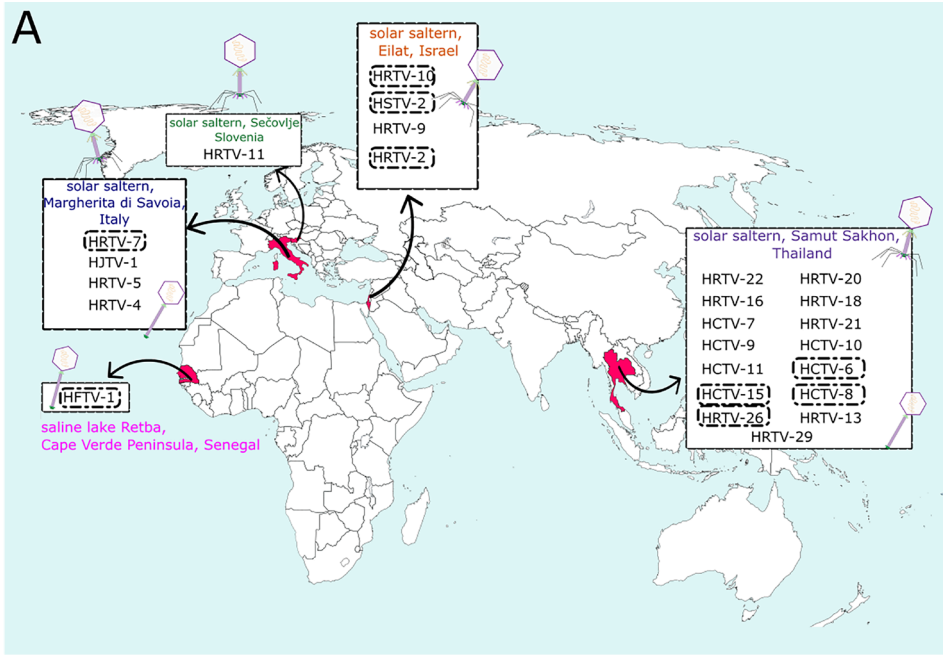 A
solar saltern, Sečovlje
Slovenia
HRTV-11
solar saltern,
Eilat, Israel
HRTV-10
HSTV-2
HRTV-9
HRTV-2
solar saltern,
Margherita di Savoia,
Italy
HRTV-7
HJTV-1
HRTV-5
HRTV-4
HFTV-1
saline lake Retba,
Cape Verde Peninsula, Senegal
solar saltern, Samut Sakhon,
Thailand
HRTV-22 HRTV-20
HRTV-16 HRTV-18
HCTV-7 HRTV-21
HCTV-9 HCTV-10
HCTV-11 HCTV-6
HCTV-15 HCTV-8
HRTV-26 HRTV-13
HRTV-29